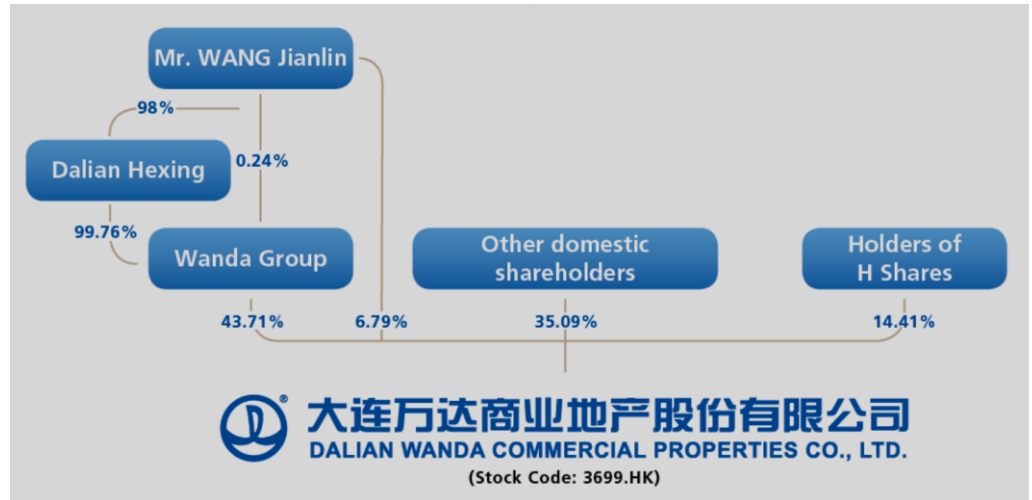 Mr. WANG Jianlin
98%
Dalian Hexing
0.24%
99.76%
Wanda Group
Other domestic
shareholders
Holders of
H Shares
43.71%
6.79%
35.09%
14.41%
®
大连万达商业地产股份有限公司
DALIAN WANDA COMMERCIAL PROPERTIES CO., LTD.
(Stock Code: 3699.HK)